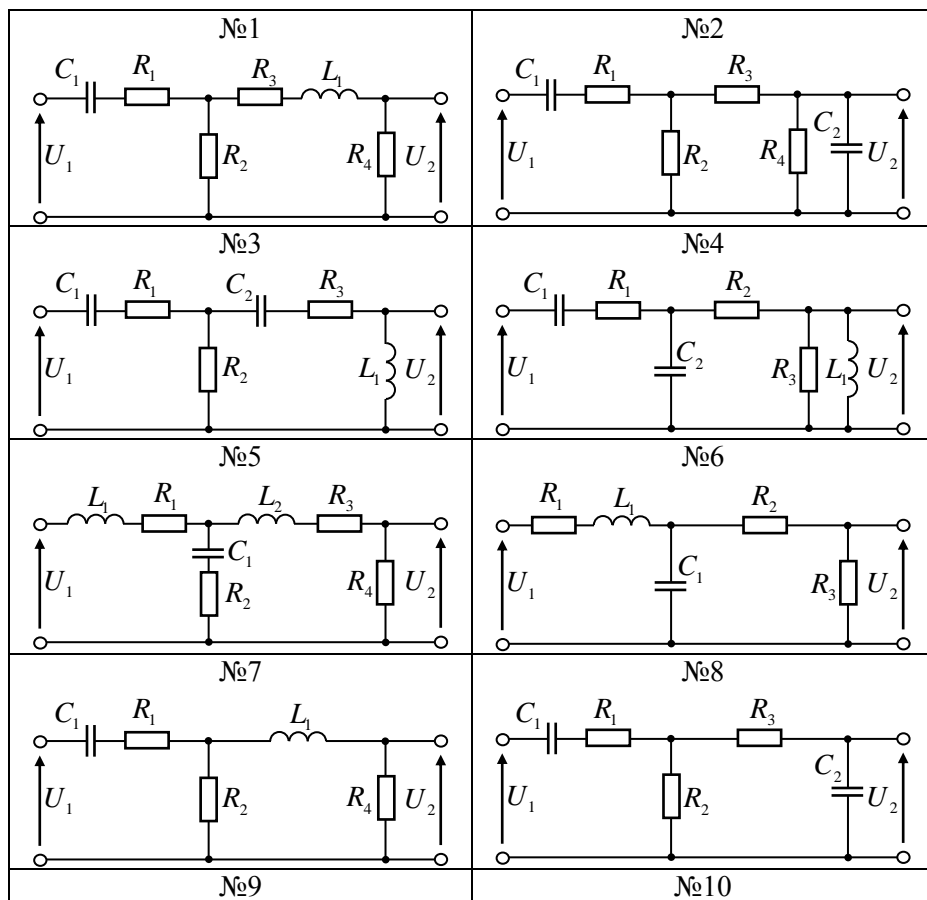 №1
C₁ R₁ R₃ L₁
U₁ R₂ R₄ U₂
№2
C₁ R₁ R₃
U₁ R₂ R₄ C₂ U₂
№3
C₁ R₁ C₂ R₃
U₁ R₂ L₁ U₂
№4
C₁ R₁ R₂
U₁ C₂ R₃ L₁ U₂
№5
L₁ R₁ L₂ R₃
C₁
U₁ R₂ R₄ U₂
№6
R₁ L₁ R₂
U₁ C₁ R₃ U₂
№7
C₁ R₁ L₁
U₁ R₂ R₄ U₂
№8
C₁ R₁ R₃
U₁ R₂ C₂ U₂
№9
№10